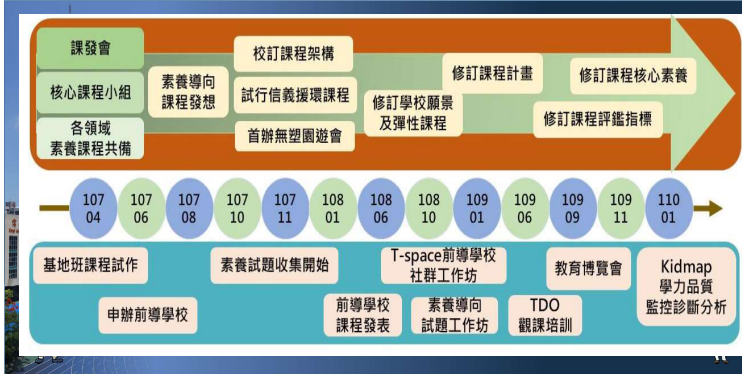 課發會
核心課程小組
各領域
素養課程共備
素養導向
課程發想
校訂課程架構
試行信義援環課程
首辦無塑園遊會
修訂學校願景
及彈性課程
修訂課程計畫
修訂課程評鑑指標
修訂課程核心素養
107
04
107
06
107
08
107
10
107
11
108
01
108
06
108
10
109
01
109
06
109
09
109
11
110
01
基地班課程試作
申辦前導學校
素養試題收集開始
前導學校
課程發表
T-space前導學校
社群工作坊
素養導向
試題工作坊
TDO
觀課培訓
教育博覽會
Kidmap
學力品質
監控診斷分析